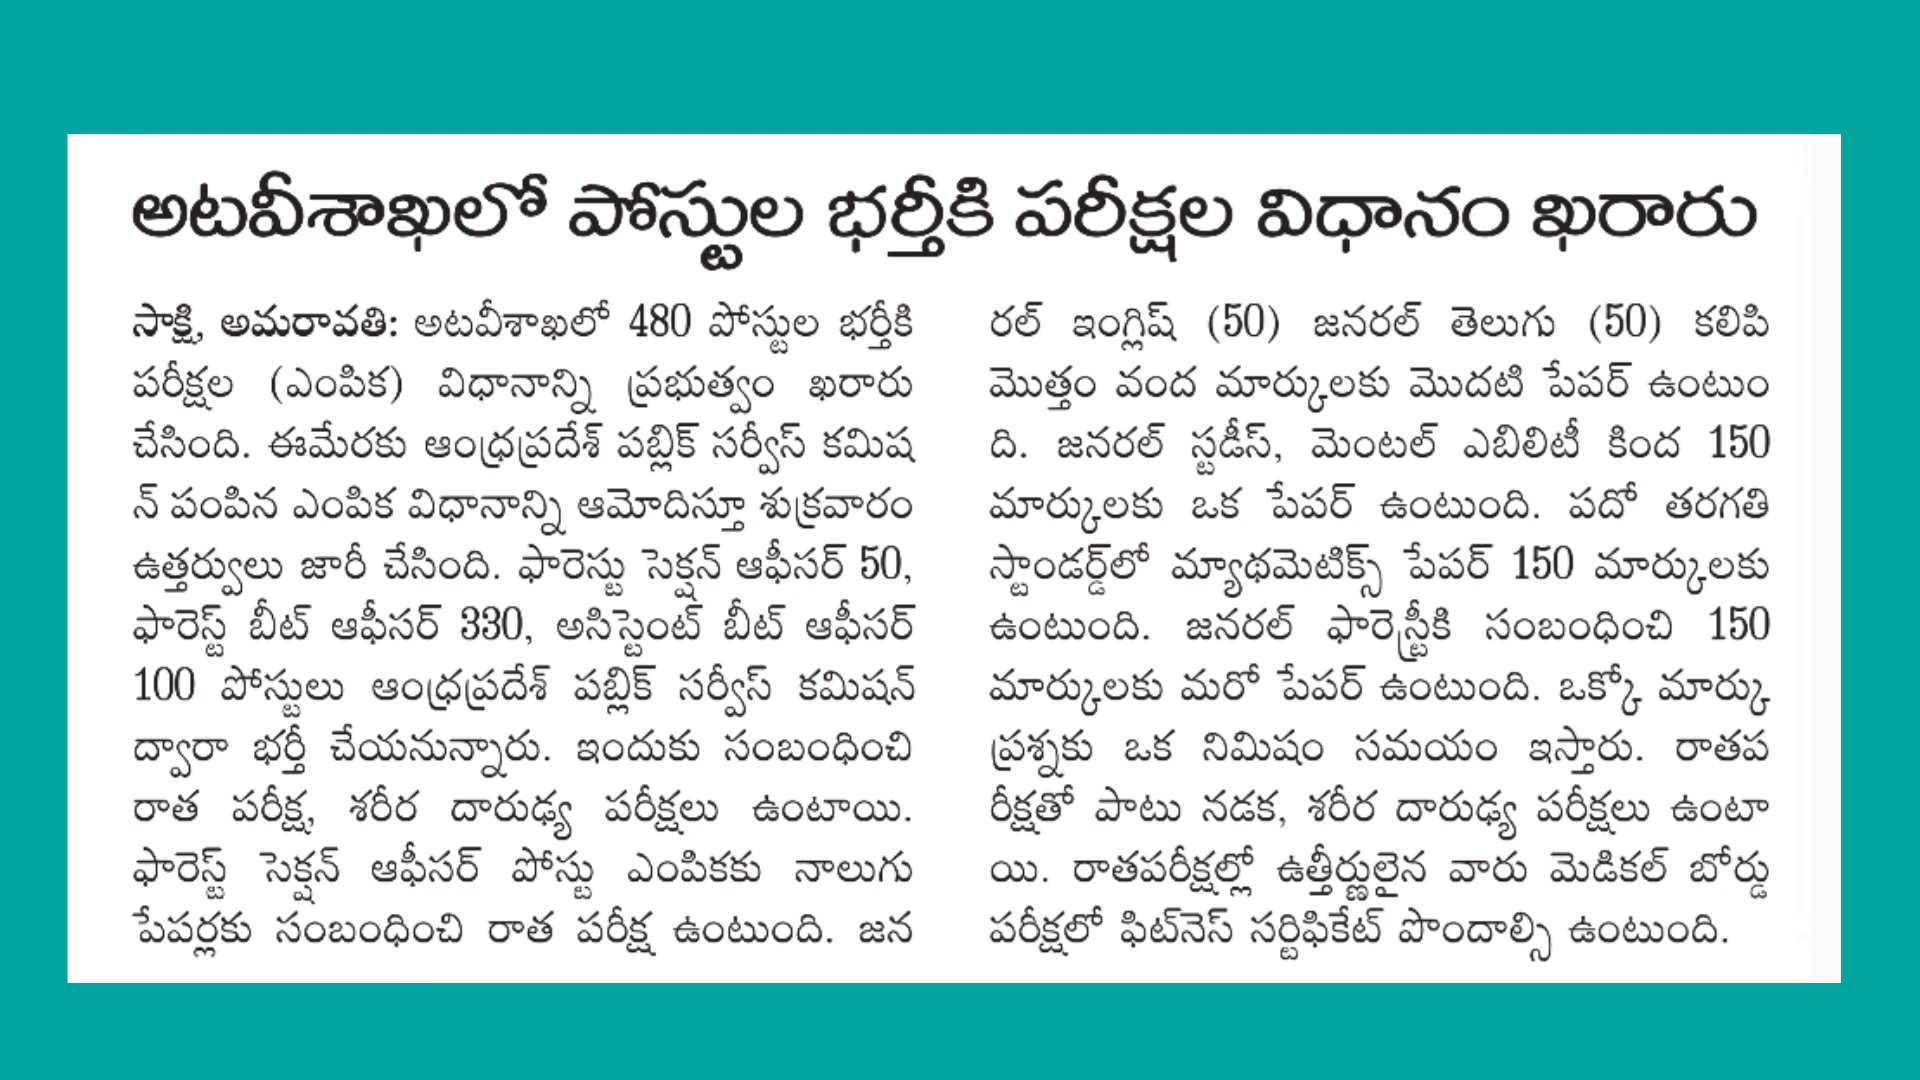 అటవీశాఖలో పోస్టుల భర్తీకి పరీక్షల విధానం ఖరారు
సాక్షి, అమరావతి: అటవీశాఖలో 480 పోస్టుల భర్తీకి
పరీక్షల (ఎంపిక) విధానాన్ని ప్రభుత్వం ఖరారు
చేసింది. ఈమేరకు ఆంధ్రప్రదేశ్ పబ్లిక్ సర్వీస్ కమిష
న్ పంపిన ఎంపిక విధానాన్ని ఆమోదిస్తూ శుక్రవారం
ఉత్తర్వులు జారీ చేసింది. ఫారెస్టు సెక్షన్ ఆఫీసర్ 50,
ఫారెస్ట్ బీట్ ఆఫీసర్ 330, అసిస్టెంట్ బీట్ ఆఫీసర్
100 పోస్టులు ఆంధ్రప్రదేశ్ పబ్లిక్ సర్వీస్ కమిషన్
ద్వారా భర్తీ చేయనున్నారు. ఇందుకు సంబంధించి
రాత పరీక్ష, శరీర దారుఢ్య పరీక్షలు ఉంటాయి.
ఫారెస్ట్ సెక్షన్ ఆఫీసర్ పోస్టు ఎంపికకు నాలుగు
పేపర్లకు సంబంధించి రాత పరీక్ష ఉంటుంది. జన
రల్ ఇంగ్లిష్ (50) జనరల్ తెలుగు (50) కలిపి
మొత్తం వంద మార్కులకు మొదటి పేపర్ ఉంటుం
ది. జనరల్ స్టడీస్, మెంటల్ ఎబిలిటీ కింద 150
మార్కులకు ఒక పేపర్ ఉంటుంది. పదో తరగతి
స్టాండర్డ్‌లో మ్యాథమెటిక్స్ పేపర్ 150 మార్కులకు
ఉంటుంది. జనరల్ ఫారెస్ట్రీకి సంబంధించి 150
మార్కులకు మరో పేపర్ ఉంటుంది. ఒక్కో మార్కు
ప్రశ్నకు ఒక నిమిషం సమయం ఇస్తారు. రాతప
రీక్షతో పాటు నడక, శరీర దారుఢ్య పరీక్షలు ఉంటా
యి. రాతపరీక్షల్లో ఉత్తీర్ణులైన వారు మెడికల్ బోర్డు
పరీక్షలో ఫిట్‌నెస్ సర్టిఫికేట్ పొందాల్సి ఉంటుంది.